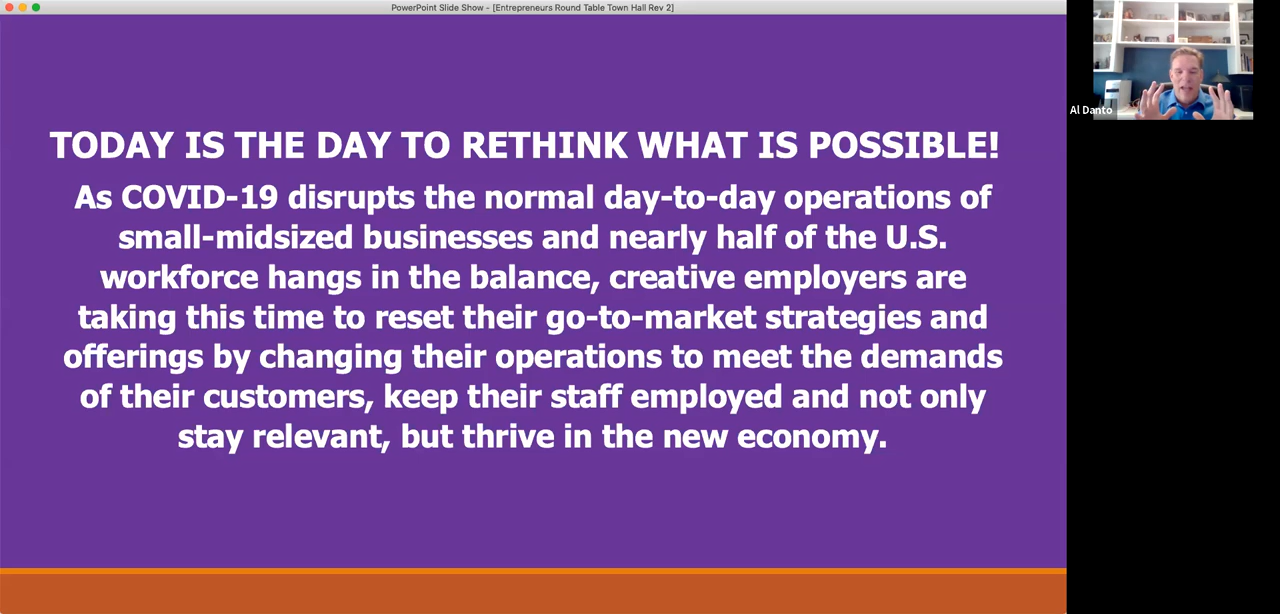 PowerPoint Slide Show - [Entrepreneurs Round Table Town Hall Rev 2]
TODAY IS THE DAY TO RETHINK WHAT IS POSSIBLE!
As COVID-19 disrupts the normal day-to-day operations of
small-midsized businesses and nearly half of the U.S.
workforce hangs in the balance, creative employers are
taking this time to reset their go-to-market strategies and
offerings by changing their operations to meet the demands
of their customers, keep their staff employed and not only
stay relevant, but thrive in the new economy.
Al Danto